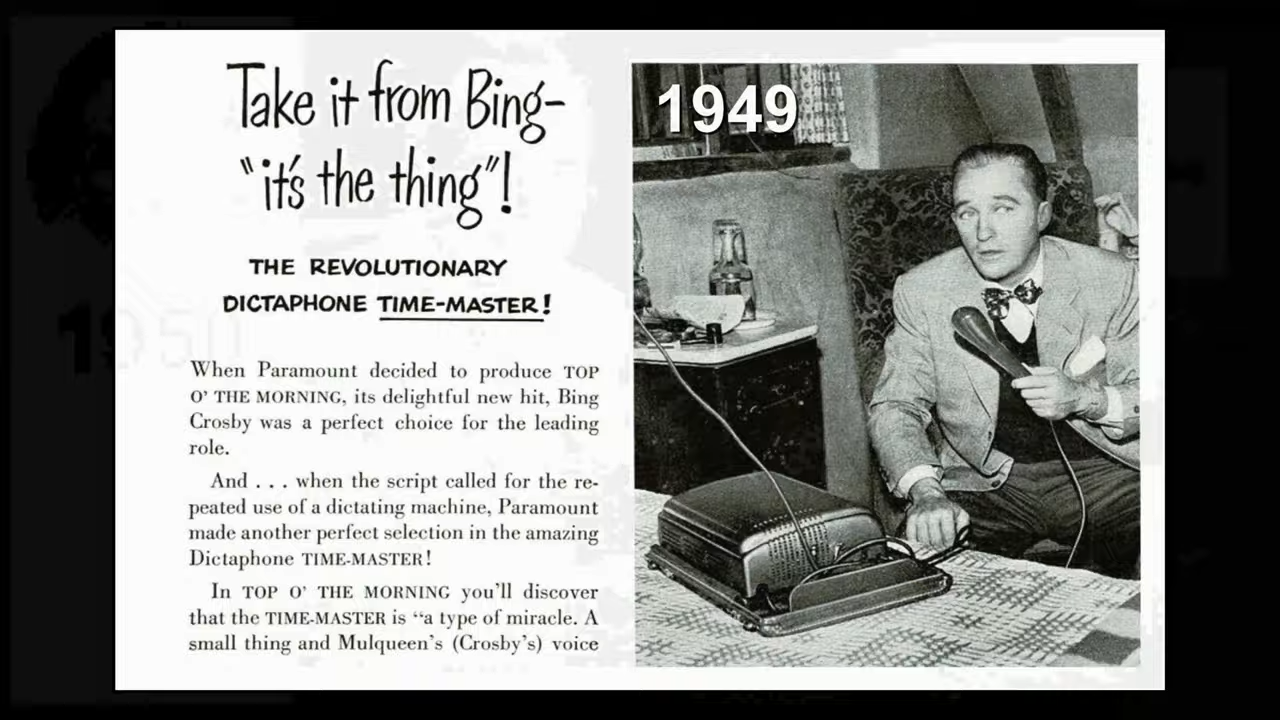 Take it from Bing-
"it's the thing"!
THE REVOLUTIONARY
DICTAPHONE TIME-MASTER!
When Paramount decided to produce TOP
O' THE MORNING, its delightful new hit, Bing
Crosby was a perfect choice for the leading
role.
And . . . when the script called for the re-
peated use of a dictating machine, Paramount
made another perfect selection in the amazing
Dictaphone TIME-MASTER!
In TOP O' THE MORNING you'll discover
that the TIME-MASTER is "a type of miracle. A
small thing and Mulqueen's (Crosby's) voice
1949
1950